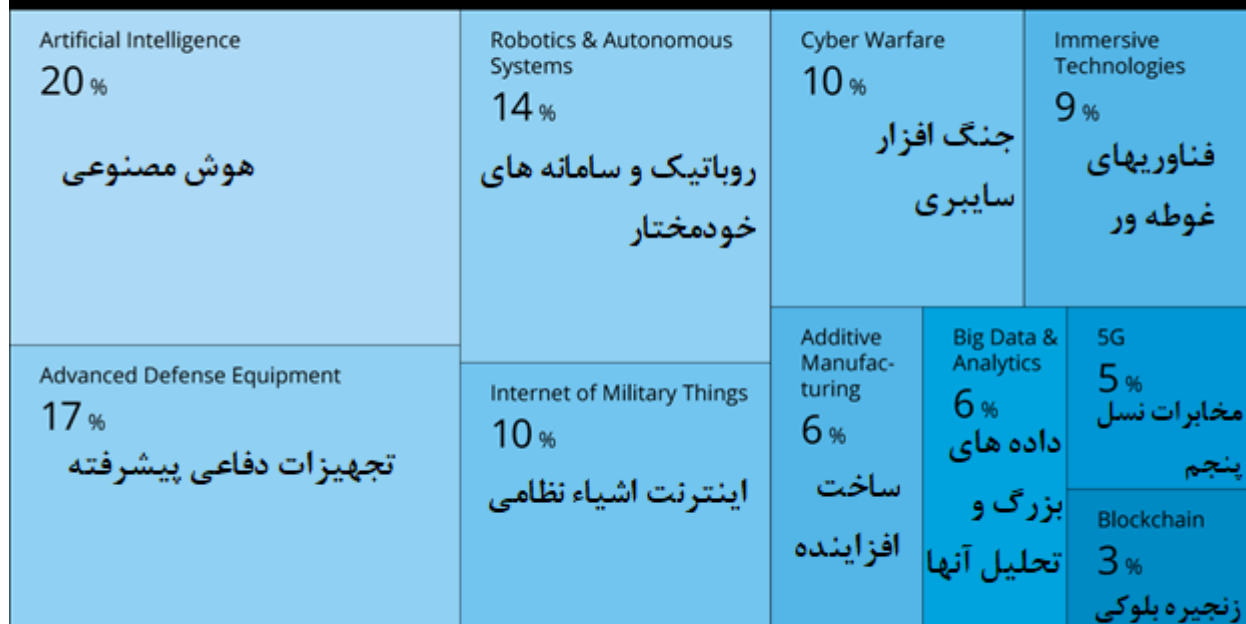 Artificial Intelligence
20 %
هوش مصنوعی
Advanced Defense Equipment
17 %
تجهیزات دفاعی پیشرفته
Robotics & Autonomous
Systems
14 %
روباتیک و سامانه های
خودمختار
Internet of Military Things
10 %
اینترنت اشیاء نظامی
Cyber Warfare
10 %
جنگ افزار
سایبری
Immersive
Technologies
9 %
فناوریهای
غوطه ور
Additive
Manufac-
turing
6 %
ساخت
افزاینده
Big Data &
Analytics
6 %
داده های
بزرگ و
تحلیل آنها
5G
5 %
مخابرات نسل
پنجم
Blockchain
3 %
زنجیره بلوکی